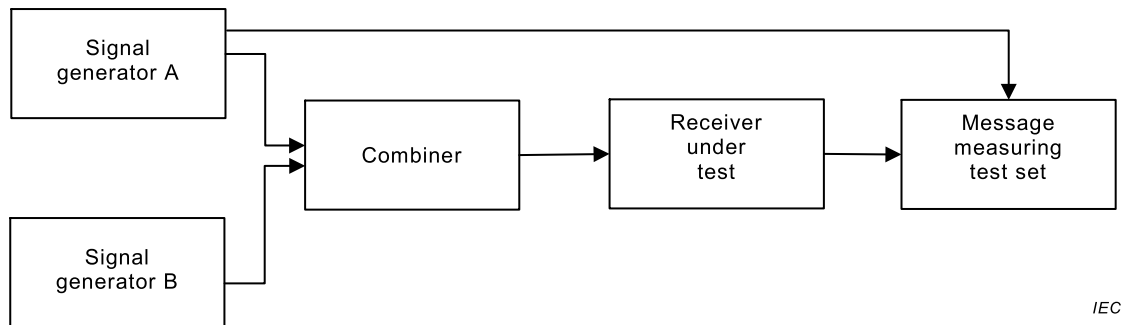 Signal
generator A
Combiner
Receiver
under
test
Message
measuring
test set
Signal
generator B
IEC